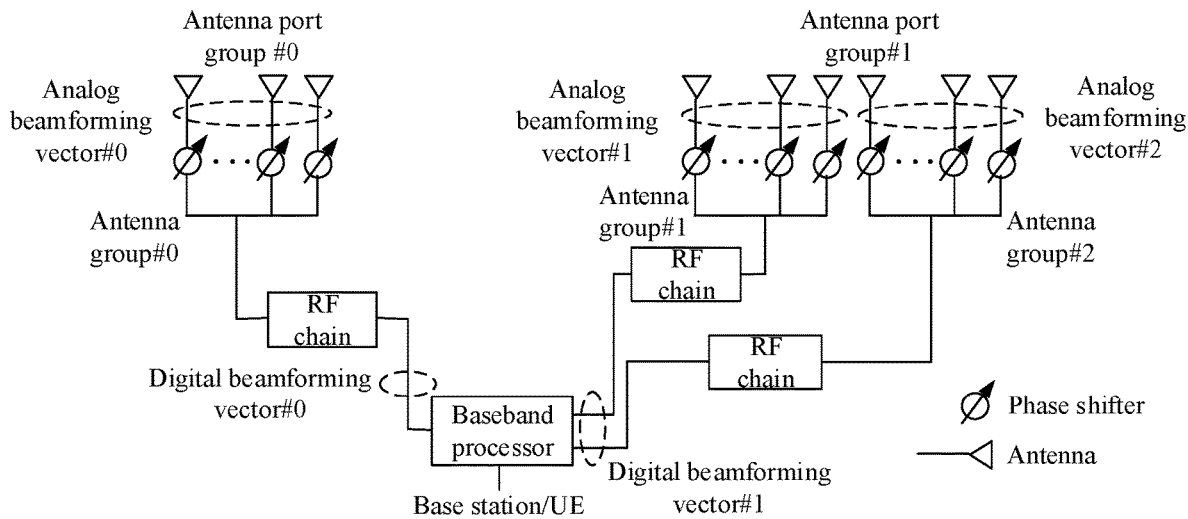 Antenna port
group #0
Antenna port
group#1
Analog
beamforming
vector#0
Analog
beamforming
vector#1
Analog
beamforming
vector#2
Antenna
group#0
Antenna
group#1
Antenna
group#2
RF
chain
RF
chain
RF
chain
Digital beamforming
vector#0
Baseband
processor
Phase shifter
Antenna
Digital beamforming
vector#1
Base station/UE